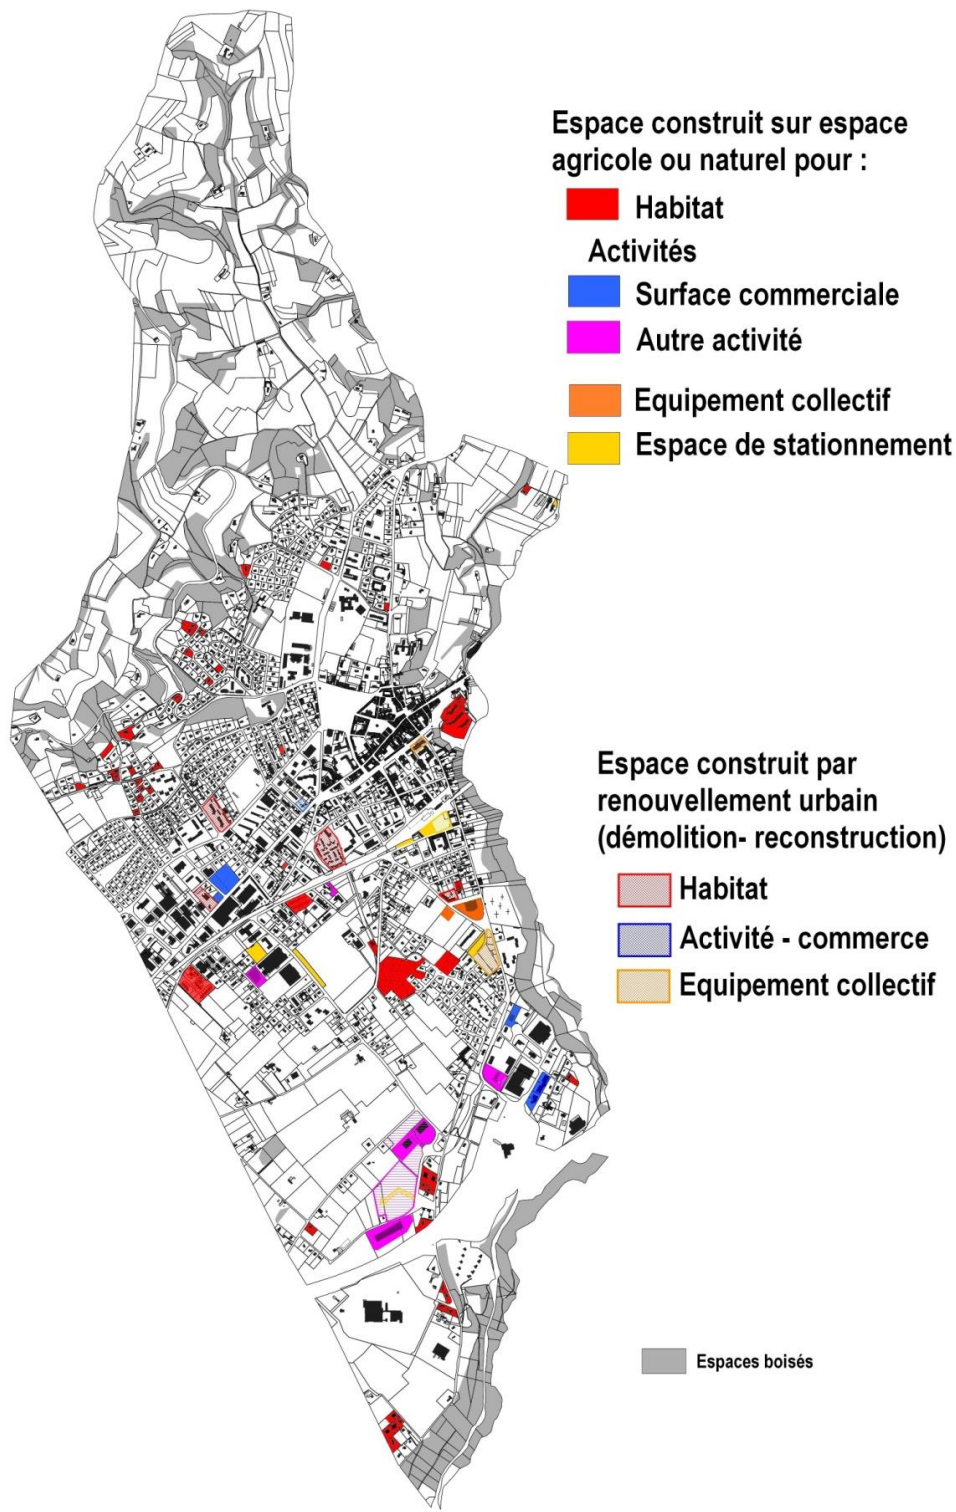 Espace construit sur espace
agricole ou naturel pour :
Habitat
Activités
Surface commerciale
Autre activité
Equipement collectif
Espace de stationnement
Espace construit par
renouvellement urbain
(démolition- reconstruction)
Habitat
Activité - commerce
Equipement collectif
Espaces boisés